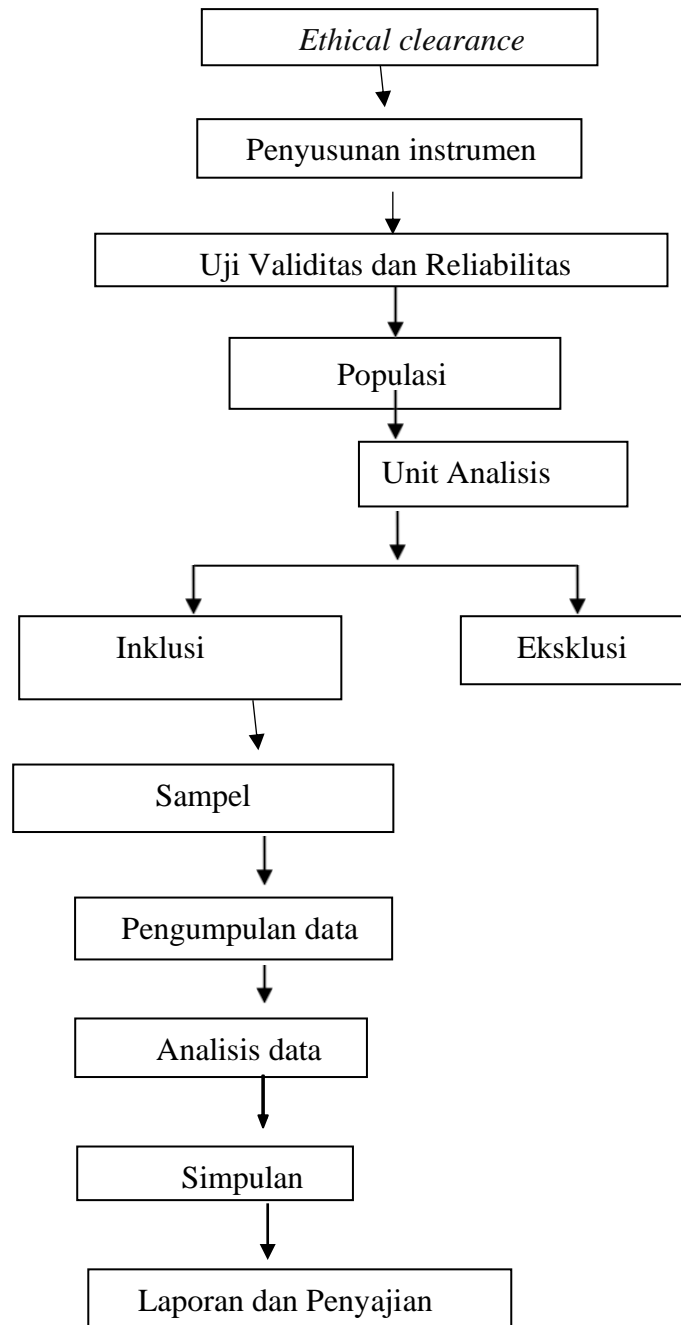 Ethical clearance
Penyusunan instrumen
Uji Validitas dan Reliabilitas
Populasi
Unit Analisis
Inklusi
Eksklusi
Sampel
Pengumpulan data
Analisis data
Simpulan
Laporan dan Penyajian